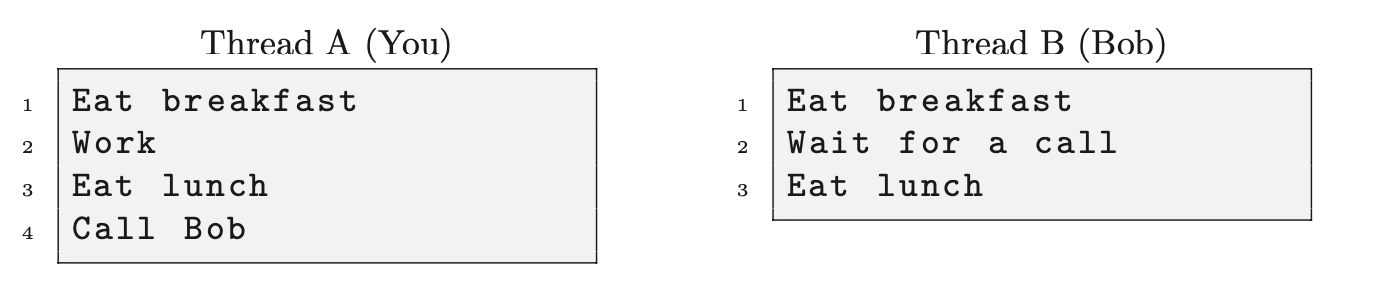 Thread A (You)
1 Eat breakfast
2 Work
3 Eat lunch
4 Call Bob
Thread B (Bob)
1 Eat breakfast
2 Wait for a call
3 Eat lunch